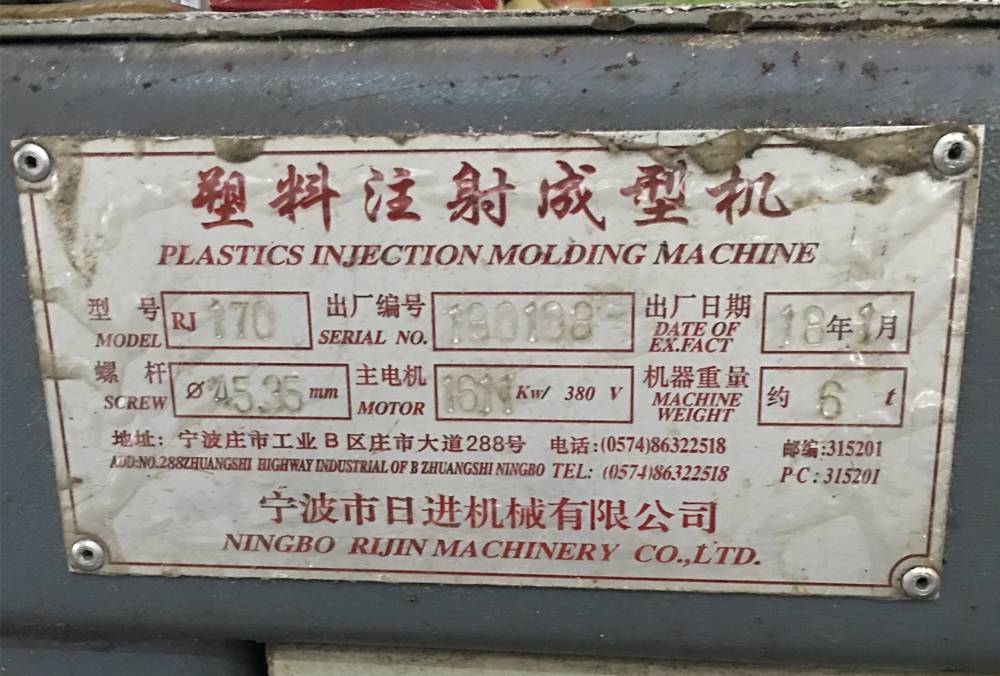 塑料注射成型机
PLASTICS INJECTION MOLDING MACHINE
型号 MODEL RJ 170 出厂编号 SERIAL NO. 出厂日期 DATE OF EX.FACT 18年1月
螺杆 SCREW ø 45.35 mm 主电机 MOTOR Kw/ 380 V 机器重量 MACHINE WEIGHT 约 6 t
地址: 宁波庄市工业B区庄市大道288号 电话:(0574)86322518 邮编:315201
ADD:NO.288ZHUANGSHI HIGHWAY INDUSTRIAL OF B ZHUANGSHI NINGBO TEL: (0574)86322518 PC:315201
宁波市日进机械有限公司
NINGBO RIJIN MACHINERY CO.,LTD.